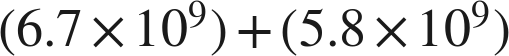 (6.7 × 10⁹) + (5.8 × 10⁹)